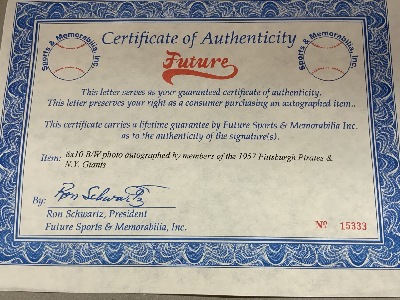 Certificate of Authenticity
Sports & Memorabilia, Inc.
Future
Sports & Memorabilia, Inc.
This letter serves as your guaranteed certificate of authenticity.
This letter preserves your right as a consumer purchasing an autographed item..
This certificate carries a lifetime guarantee by Future Sports & Memorabilia Inc.
as to the authenticity of the signature(s).
Item: 8x10 B/W photo autographed by members of the 1957 Pittsburgh Pirates &
N.Y. Giants
By: Ron Schwartz
Ron Schwartz, President
Future Sports & Memorabilia, Inc.
Nº 15333